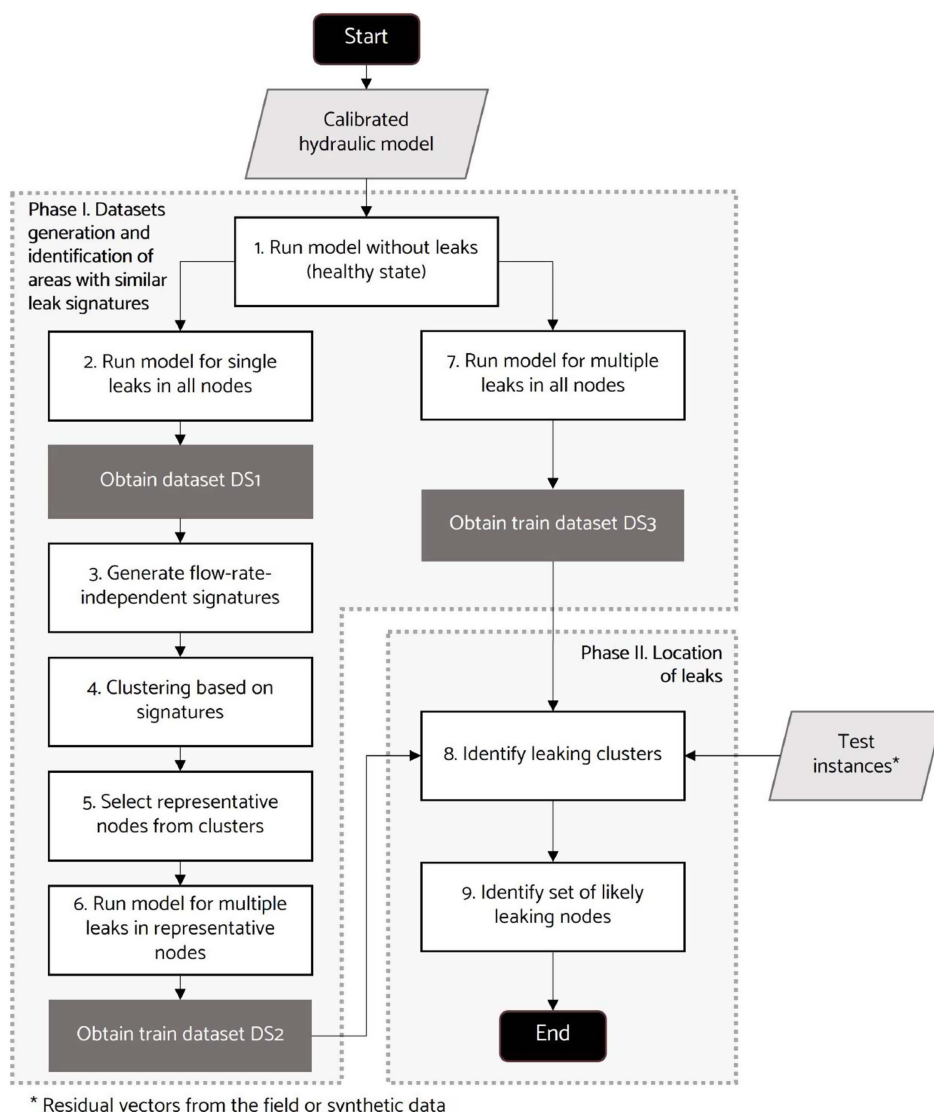 Start
Calibrated
hydraulic model
Phase I. Datasets
generation and
identification of
areas with similar
leak signatures
1. Run model without leaks
(healthy state)
2. Run model for single
leaks in all nodes
7. Run model for multiple
leaks in all nodes
Obtain dataset DS1
Obtain train dataset DS3
3. Generate flow-rate-
independent signatures
4. Clustering based on
signatures
5. Select representative
nodes from clusters
6. Run model for multiple
leaks in representative
nodes
Obtain train dataset DS2
Phase II. Location
of leaks
8. Identify leaking clusters
Test
instances*
9. Identify set of likely
leaking nodes
End
* Residual vectors from the field or synthetic data